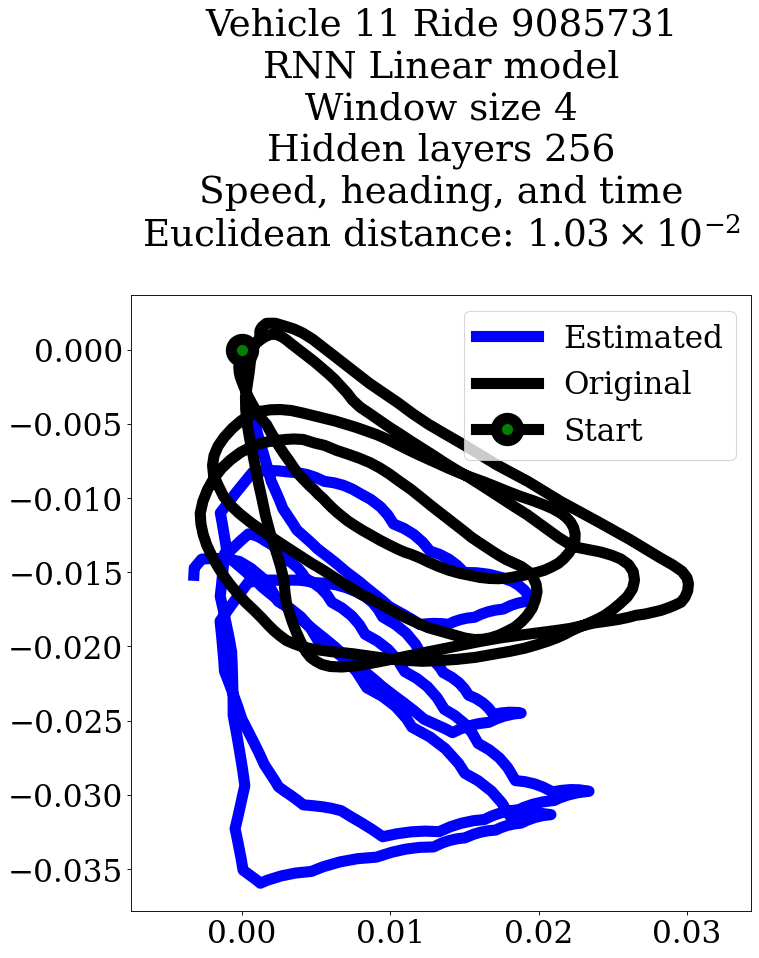 Vehicle 11 Ride 9085731
RNN Linear model
Window size 4
Hidden layers 256
Speed, heading, and time
Euclidean distance: 1.03 × 10⁻²
Estimated
Original
Start
0.000
−0.005
−0.010
−0.015
−0.020
−0.025
−0.030
−0.035
0.00 0.01 0.02 0.03